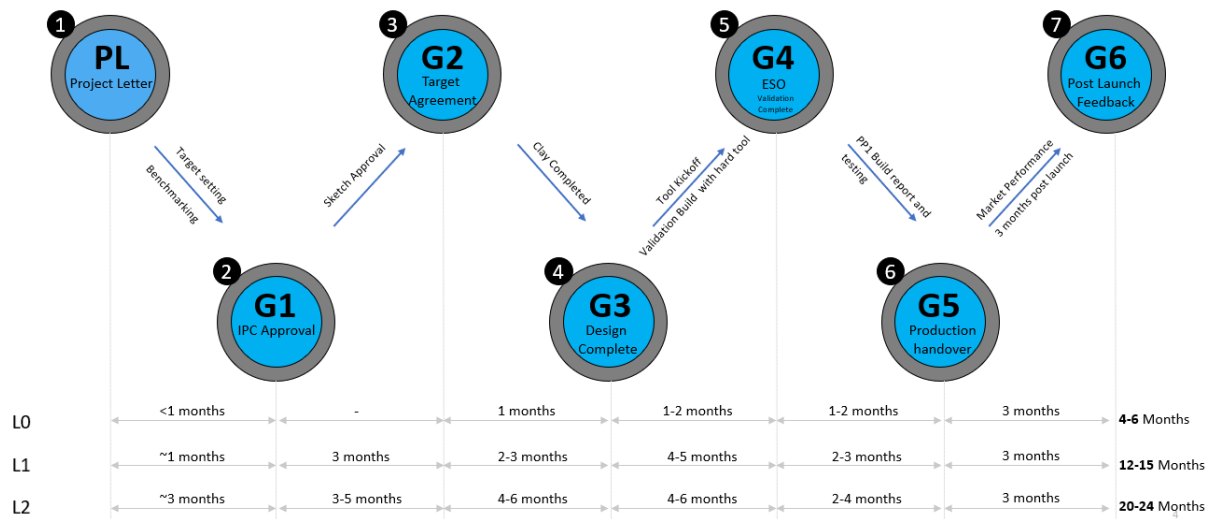 1
PL
Project Letter
3
G2
Target
Agreement
5
G4
ESO
Validation
Complete
7
G6
Post Launch
Feedback
Target setting
Benchmarking
Sketch Approval
Clay Completed
Tool Kickoff
Validation Build with hard tool
PP1 Build report and
testing
Market Performance
3 months post launch
2
G1
IPC Approval
4
G3
Design
Complete
6
G5
Production
handover
L0 <1 months - 1 months 1-2 months 1-2 months 3 months 4-6 Months
L1 ~1 months 3 months 2-3 months 4-5 months 2-3 months 3 months 12-15 Months
L2 ~3 months 3-5 months 4-6 months 4-6 months 2-4 months 3 months 20-24 Months